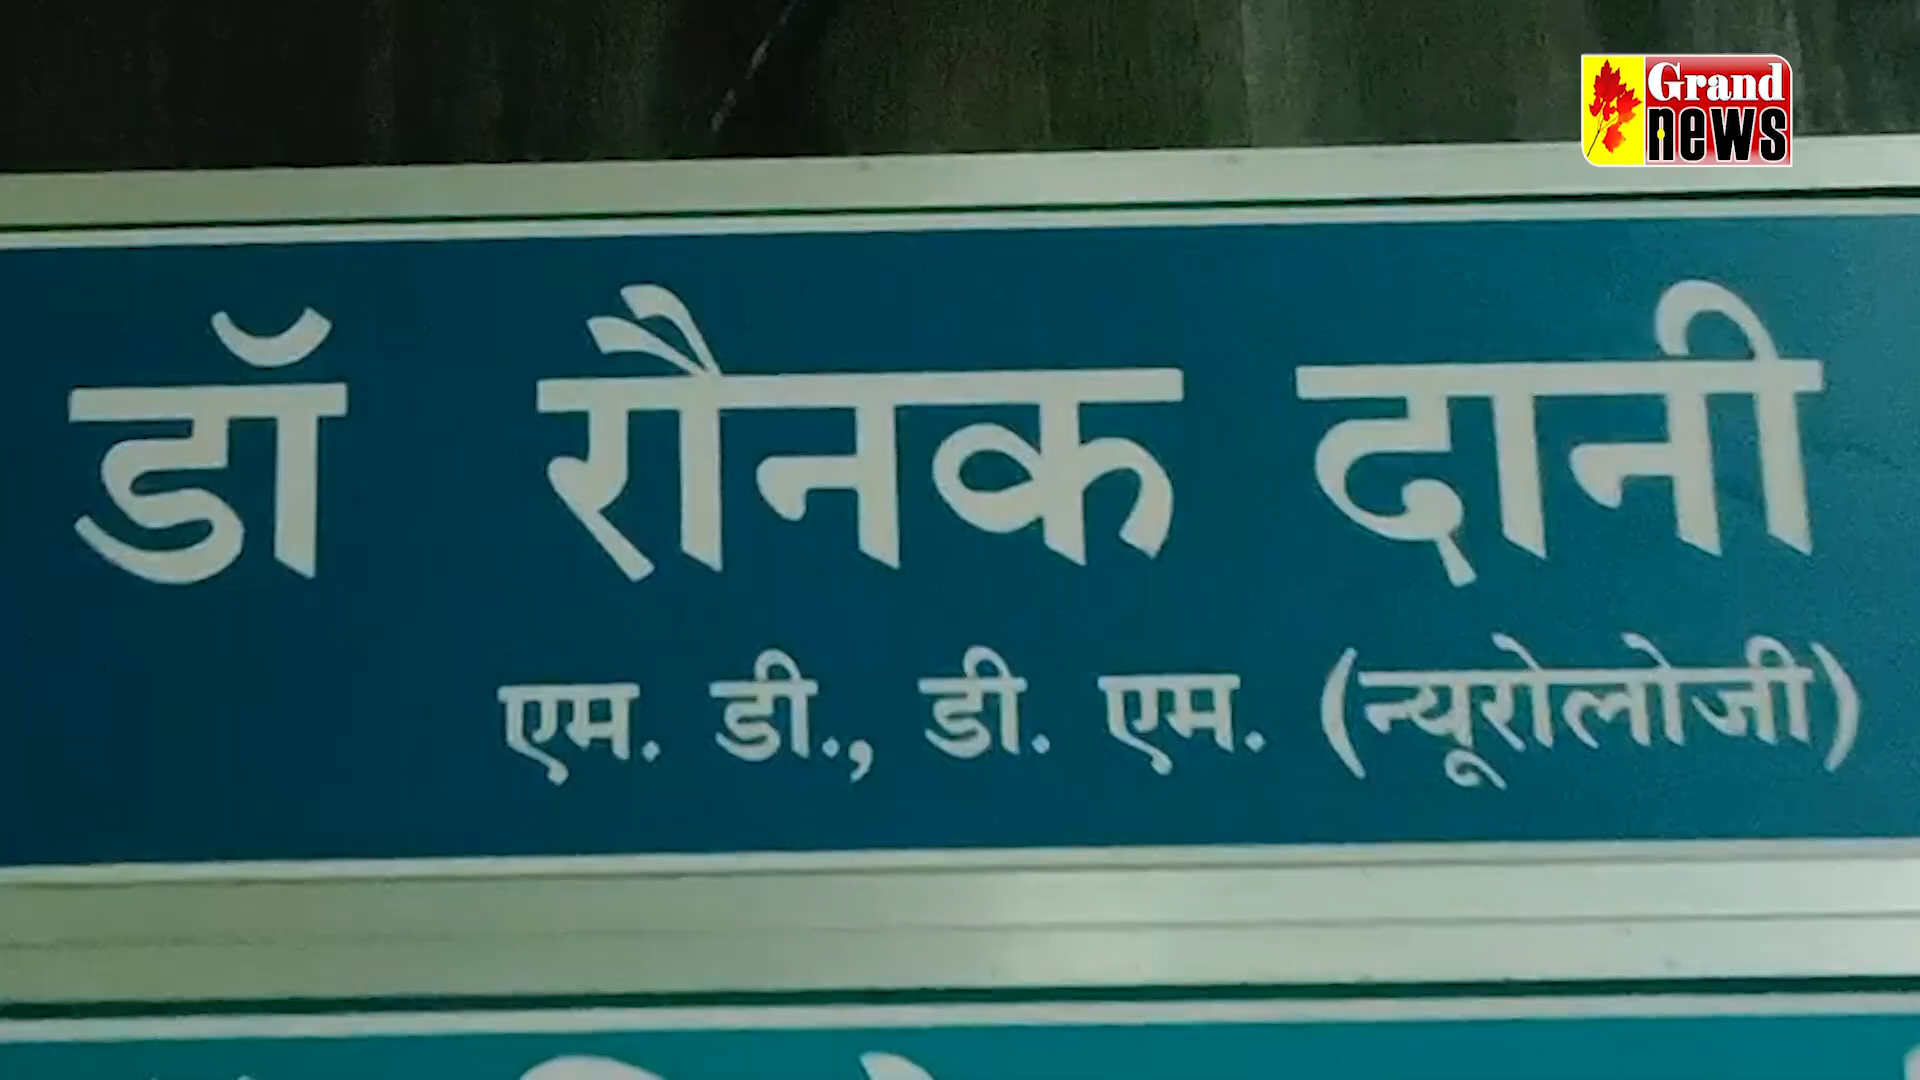 Grand
news
डॉ रौनक दानी
एम. डी., डी. एम. (न्यूरोलोजी)